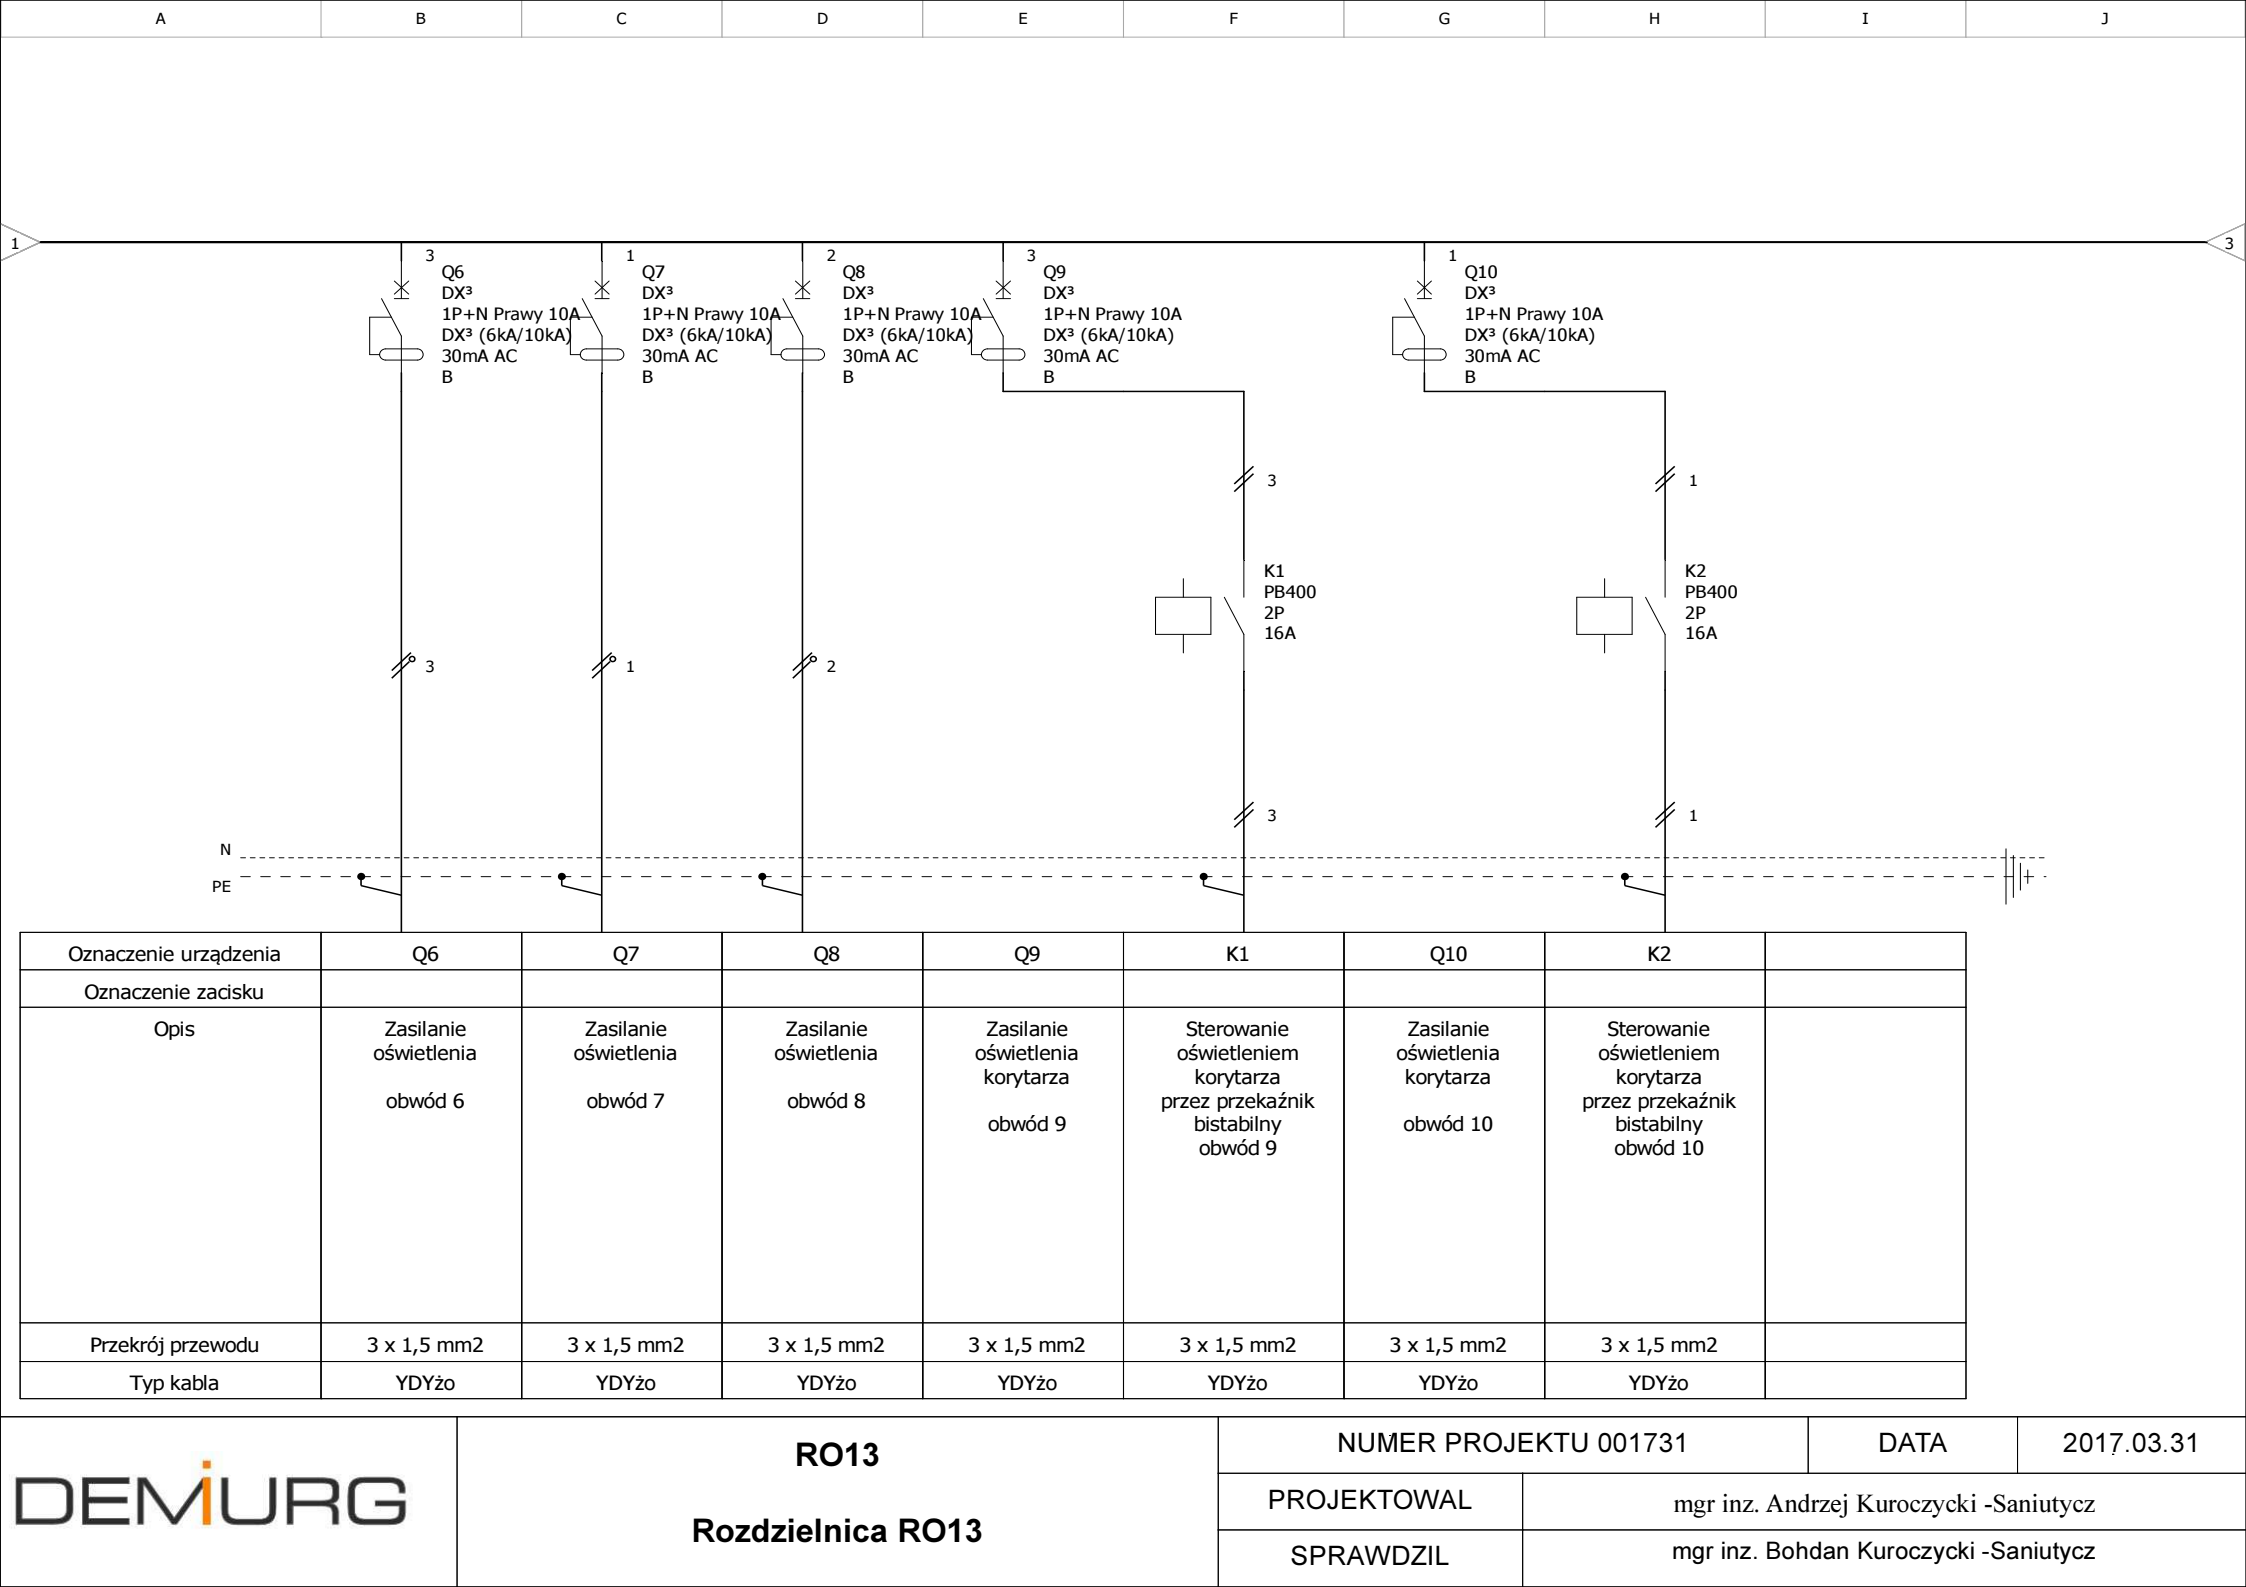 A B C D E F G H I J
1 3
3 1 2 3 1
Q6
DX³
1P+N Prawy 10A
DX³ (6kA/10kA)
30mA AC
B
Q7
DX³
1P+N Prawy 10A
DX³ (6kA/10kA)
30mA AC
B
Q8
DX³
1P+N Prawy 10A
DX³ (6kA/10kA)
30mA AC
B
Q9
DX³
1P+N Prawy 10A
DX³ (6kA/10kA)
30mA AC
B
Q10
DX³
1P+N Prawy 10A
DX³ (6kA/10kA)
30mA AC
B
3 1
K1
PB400
2P
16A
K2
PB400
2P
16A
3 1 2
3 1
N
PE
Oznaczenie urządzenia Q6 Q7 Q8 Q9 K1 Q10 K2
Oznaczenie zacisku
Opis
Zasilanie
oświetlenia
obwód 6
Zasilanie
oświetlenia
obwód 7
Zasilanie
oświetlenia
obwód 8
Zasilanie
oświetlenia
korytarza
obwód 9
Sterowanie
oświetleniem
korytarza
przez przekaźnik
bistabilny
obwód 9
Zasilanie
oświetlenia
korytarza
obwód 10
Sterowanie
oświetleniem
korytarza
przez przekaźnik
bistabilny
obwód 10
Przekrój przewodu 3 x 1,5 mm2 3 x 1,5 mm2 3 x 1,5 mm2 3 x 1,5 mm2 3 x 1,5 mm2 3 x 1,5 mm2 3 x 1,5 mm2
Typ kabla YDYżo YDYżo YDYżo YDYżo YDYżo YDYżo YDYżo
DEMiURG
RO13
Rozdzielnica RO13
NUMER PROJEKTU 001731 DATA 2017.03.31
PROJEKTOWAL mgr inz. Andrzej Kuroczycki -Saniutycz
SPRAWDZIL mgr inz. Bohdan Kuroczycki -Saniutycz